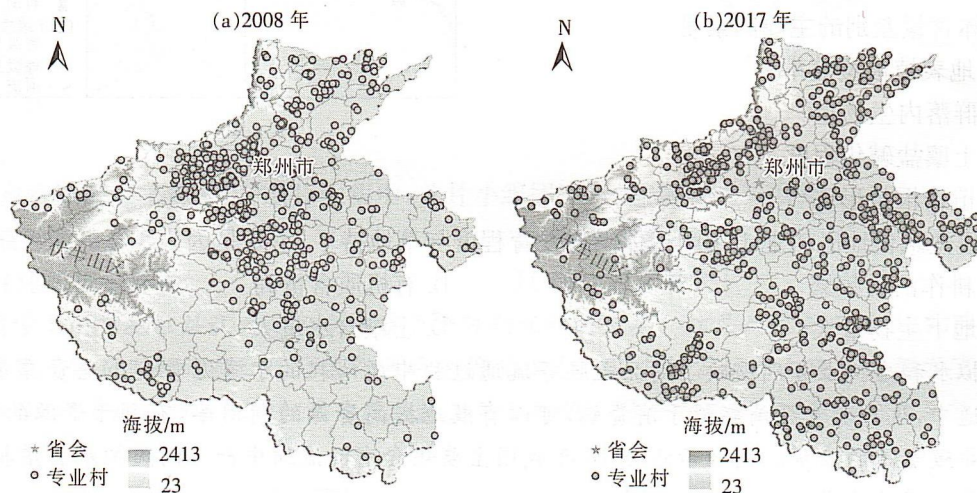 (a)2008 年
N
郑州市
伏牛山区
海拔/m
省会
2413
专业村
23
(b)2017 年
N
郑州市
伏牛山区
海拔/m
省会
2413
专业村
23